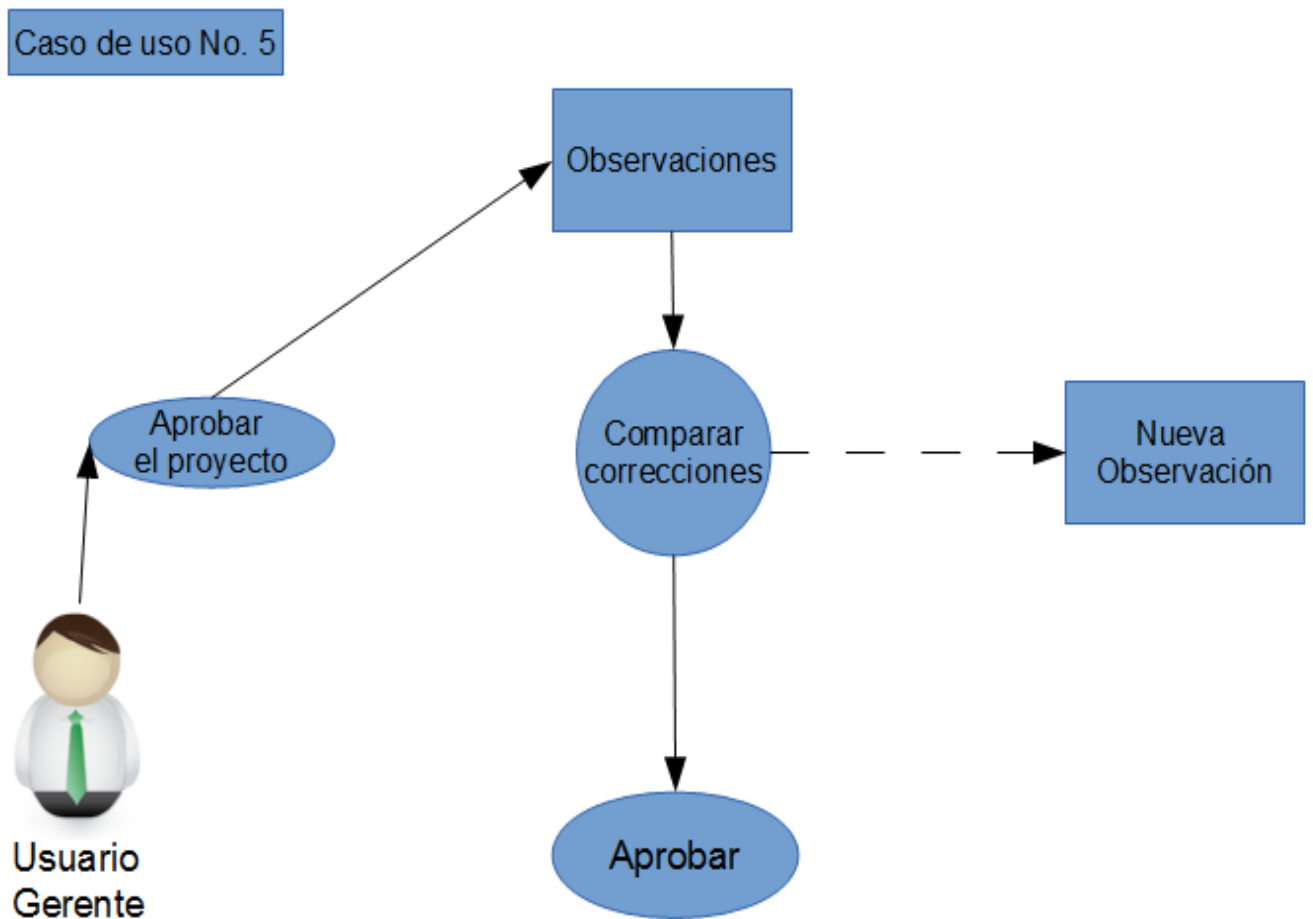 Caso de uso No. 5
Observaciones
Aprobar
el proyecto
Comparar
correcciones
Nueva
Observación
Usuario
Gerente
Aprobar